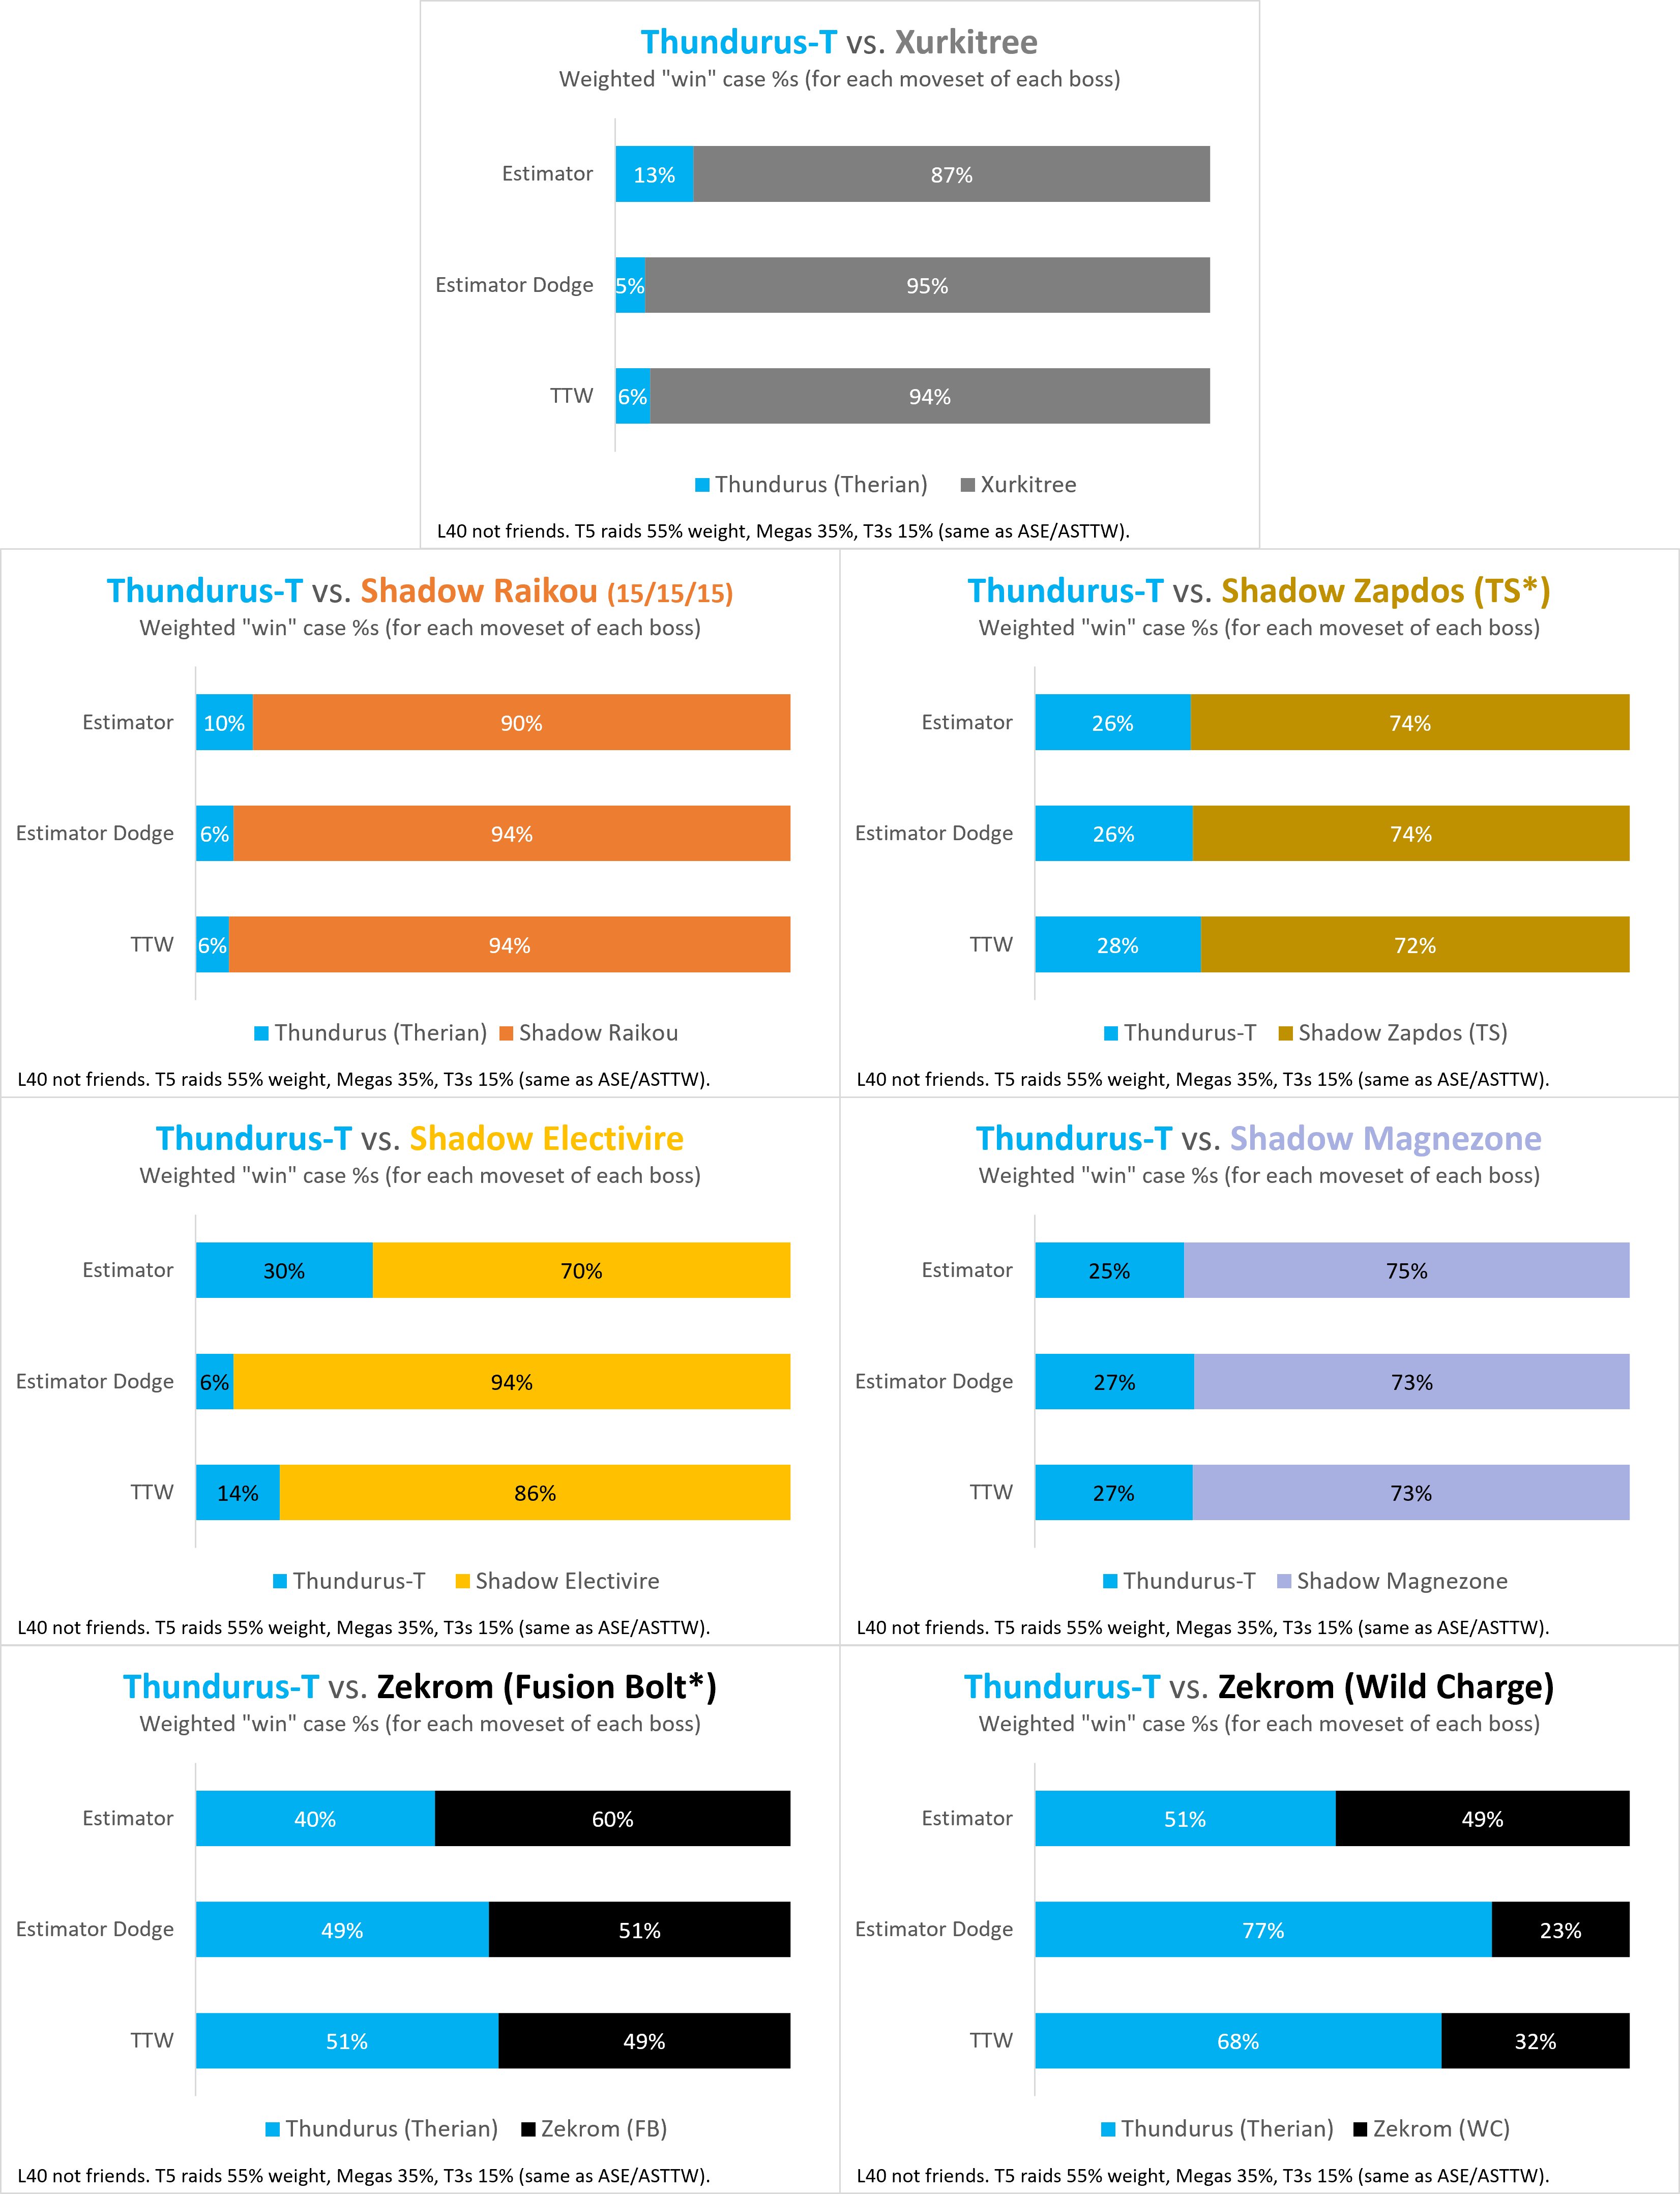 Thundurus-T vs. Xurkitree
Weighted "win" case %s (for each moveset of each boss)
Estimator
13%
87%
Estimator Dodge
5%
95%
TTW
6%
94%
Thundurus (Therian)
Xurkitree
L40 not friends. T5 raids 55% weight, Megas 35%, T3s 15% (same as ASE/ASTTW).
Thundurus-T vs. Shadow Raikou (15/15/15)
Weighted "win" case %s (for each moveset of each boss)
Estimator
10%
90%
Estimator Dodge
6%
94%
TTW
6%
94%
Thundurus (Therian)
Shadow Raikou
L40 not friends. T5 raids 55% weight, Megas 35%, T3s 15% (same as ASE/ASTTW).
Thundurus-T vs. Shadow Zapdos (TS*)
Weighted "win" case %s (for each moveset of each boss)
Estimator
26%
74%
Estimator Dodge
26%
74%
TTW
28%
72%
Thundurus-T
Shadow Zapdos (TS)
L40 not friends. T5 raids 55% weight, Megas 35%, T3s 15% (same as ASE/ASTTW).
Thundurus-T vs. Shadow Electivire
Weighted "win" case %s (for each moveset of each boss)
Estimator
30%
70%
Estimator Dodge
6%
94%
TTW
14%
86%
Thundurus-T
Shadow Electivire
L40 not friends. T5 raids 55% weight, Megas 35%, T3s 15% (same as ASE/ASTTW).
Thundurus-T vs. Shadow Magnezone
Weighted "win" case %s (for each moveset of each boss)
Estimator
25%
75%
Estimator Dodge
27%
73%
TTW
27%
73%
Thundurus-T
Shadow Magnezone
L40 not friends. T5 raids 55% weight, Megas 35%, T3s 15% (same as ASE/ASTTW).
Thundurus-T vs. Zekrom (Fusion Bolt*)
Weighted "win" case %s (for each moveset of each boss)
Estimator
40%
60%
Estimator Dodge
49%
51%
TTW
51%
49%
Thundurus (Therian)
Zekrom (FB)
L40 not friends. T5 raids 55% weight, Megas 35%, T3s 15% (same as ASE/ASTTW).
Thundurus-T vs. Zekrom (Wild Charge)
Weighted "win" case %s (for each moveset of each boss)
Estimator
51%
49%
Estimator Dodge
77%
23%
TTW
68%
32%
Thundurus (Therian)
Zekrom (WC)
L40 not friends. T5 raids 55% weight, Megas 35%, T3s 15% (same as ASE/ASTTW).